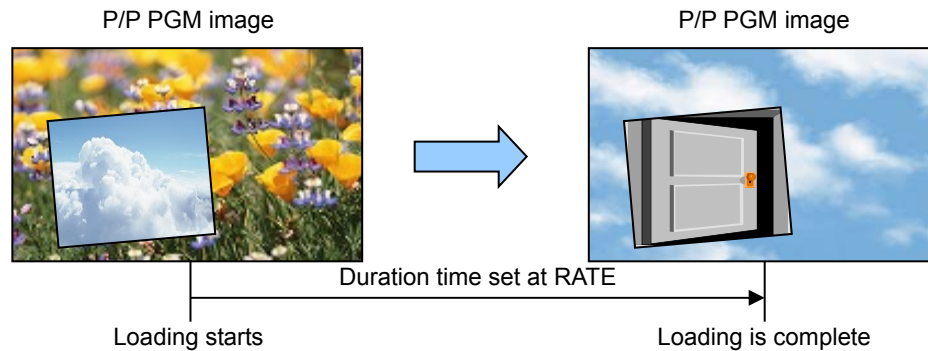 P/P PGM image
P/P PGM image
Duration time set at RATE
Loading starts
Loading is complete